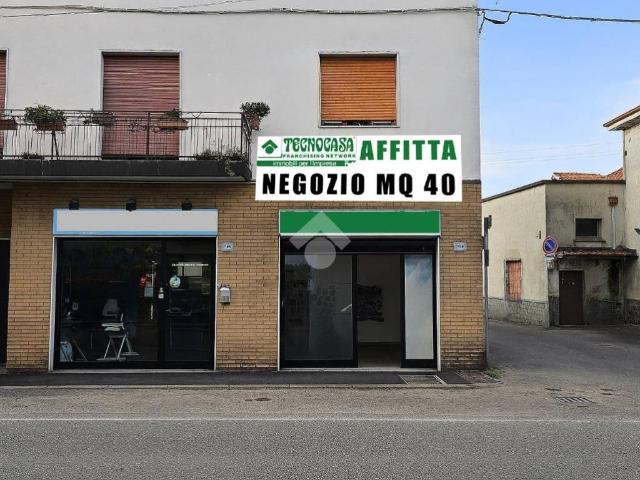 TECNOCASA
FRANCHISING NETWORK
immobili per l'impresa
AFFITTA
NEGOZIO MQ 40